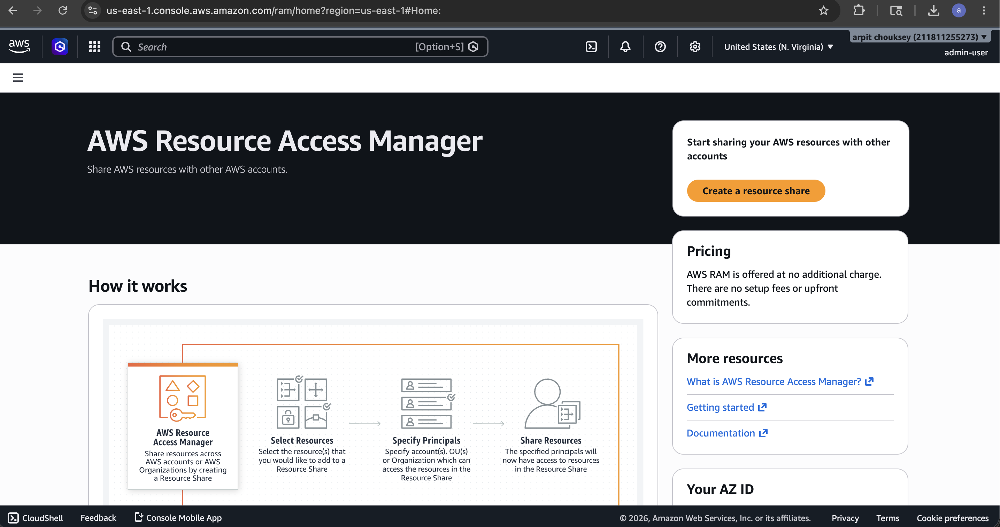 us-east-1.console.aws.amazon.com/ram/home?region=us-east-1#Home:
a
aws
Search
[Option+S]
United States (N. Virginia)
arpit chouksey (211811255273)
admin-user
AWS Resource Access Manager
Share AWS resources with other AWS accounts.
Start sharing your AWS resources with other
accounts
Create a resource share
Pricing
AWS RAM is offered at no additional charge.
There are no setup fees or upfront
commitments.
How it works
AWS Resource
Access Manager
Share resources across
AWS accounts or AWS
Organizations by creating
a Resource Share
Select Resources
Select the resource(s) that
you would like to add to a
Resource Share
Specify Principals
Specify account(s), OU(s)
or Organization which can
access the resources in the
Resource Share
Share Resources
The specified principals will
now have access to resources
in the Resource Share
More resources
What is AWS Resource Access Manager?
Getting started
Documentation
Your AZ ID
CloudShell
Feedback
Console Mobile App
© 2026, Amazon Web Services, Inc. or its affiliates.
Privacy
Terms
Cookie preferences